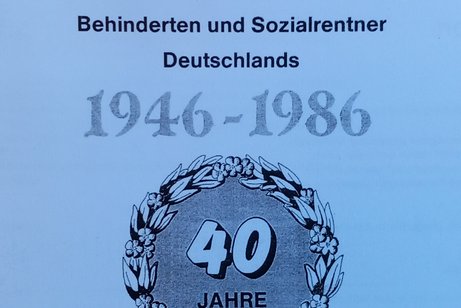 Behinderten und Sozialrentner
Deutschlands
1946-1986
40
JAHRE